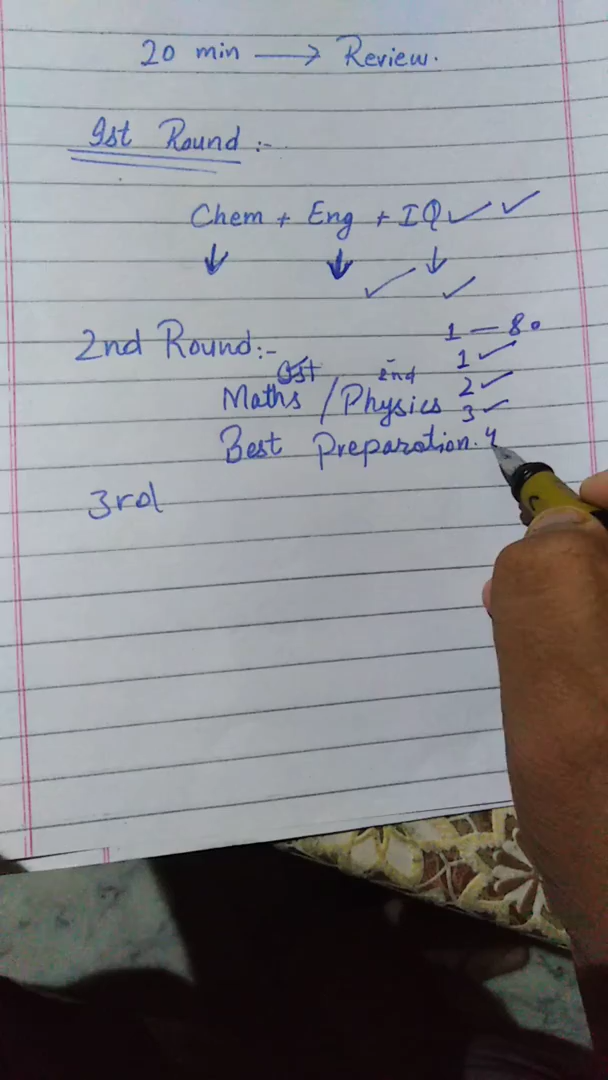 20 min → Review.
1st Round :-
Chem + Eng + IQ ✓ ✓
↓ ↓ ↓
✓ ✓
2nd Round:-
1 — 80
1 ✓
1st 2nd
2 ✓
Maths / Physics
3 ✓
Best Preparation.
4
3rd